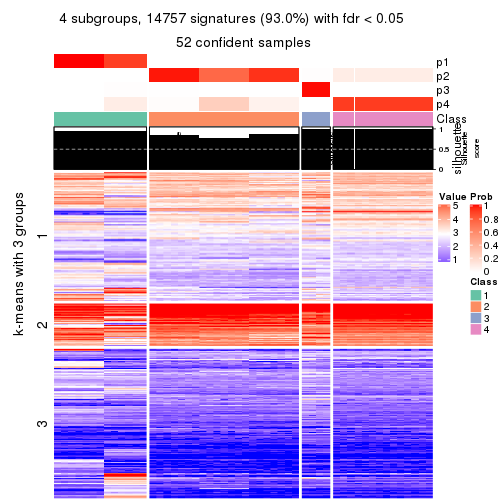 4 subgroups, 14757 signatures (93.0%) with fdr < 0.05
52 confident samples
p1
p2
p3
p4
Class
silhouette
Silhouette
score
1
0.5
0
k-means with 3 groups
1
2
3
Value
5
4
3
2
1
Prob
1
0.8
0.6
0.4
0.2
0
Class
1
2
3
4